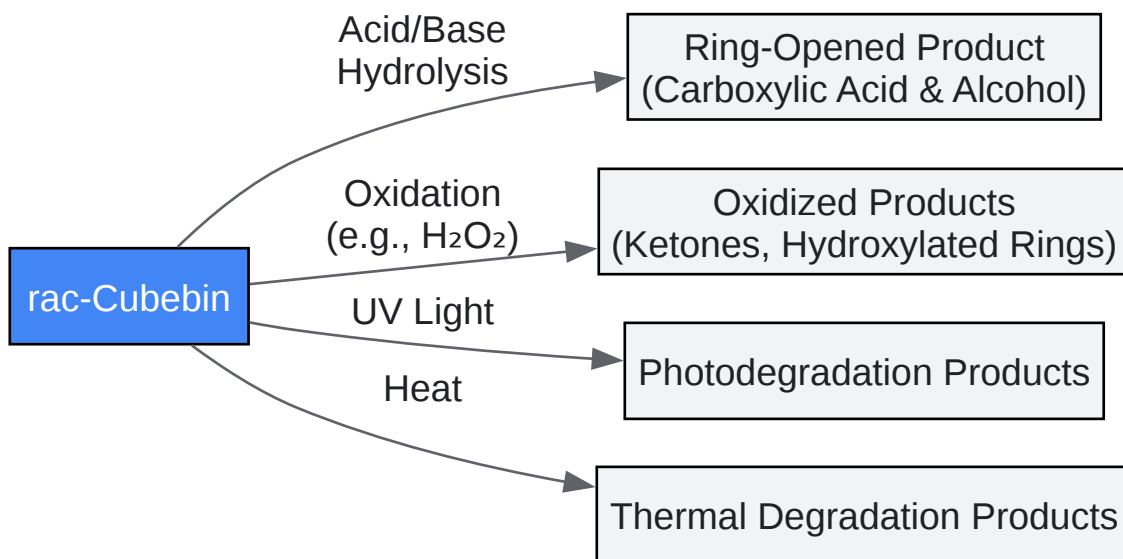 Acid/Base
Hydrolysis
Ring-Opened Product
(Carboxylic Acid & Alcohol)
Oxidation
(e.g., H₂O₂)
Oxidized Products
(Ketones, Hydroxylated Rings)
rac-Cubebin
UV Light
Photodegradation Products
Heat
Thermal Degradation Products